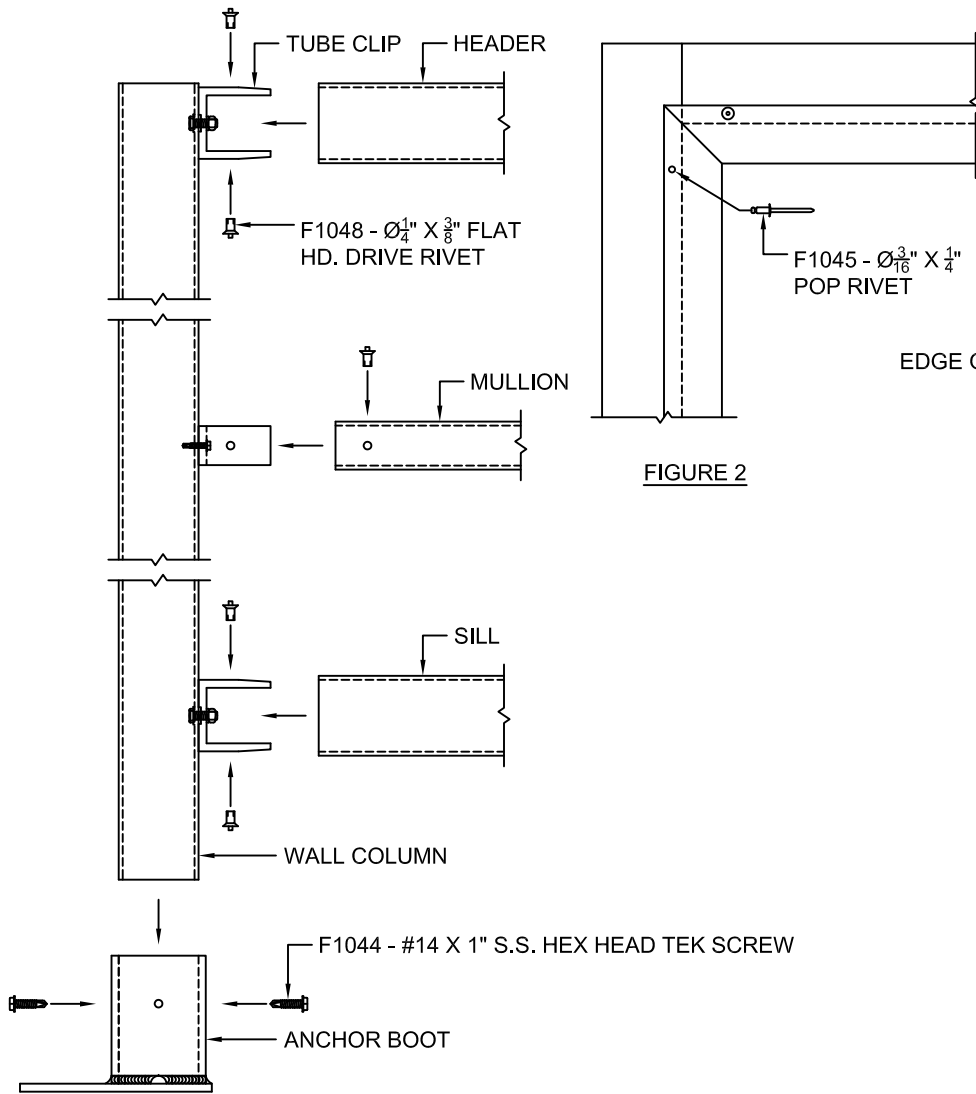 TUBE CLIP
HEADER
F1048 - Ø1/4" X 3/8" FLAT
HD. DRIVE RIVET
F1045 - Ø3/16" X 1/4"
POP RIVET
EDGE
MULLION
FIGURE 2
SILL
WALL COLUMN
F1044 - #14 X 1" S.S. HEX HEAD TEK SCREW
ANCHOR BOOT